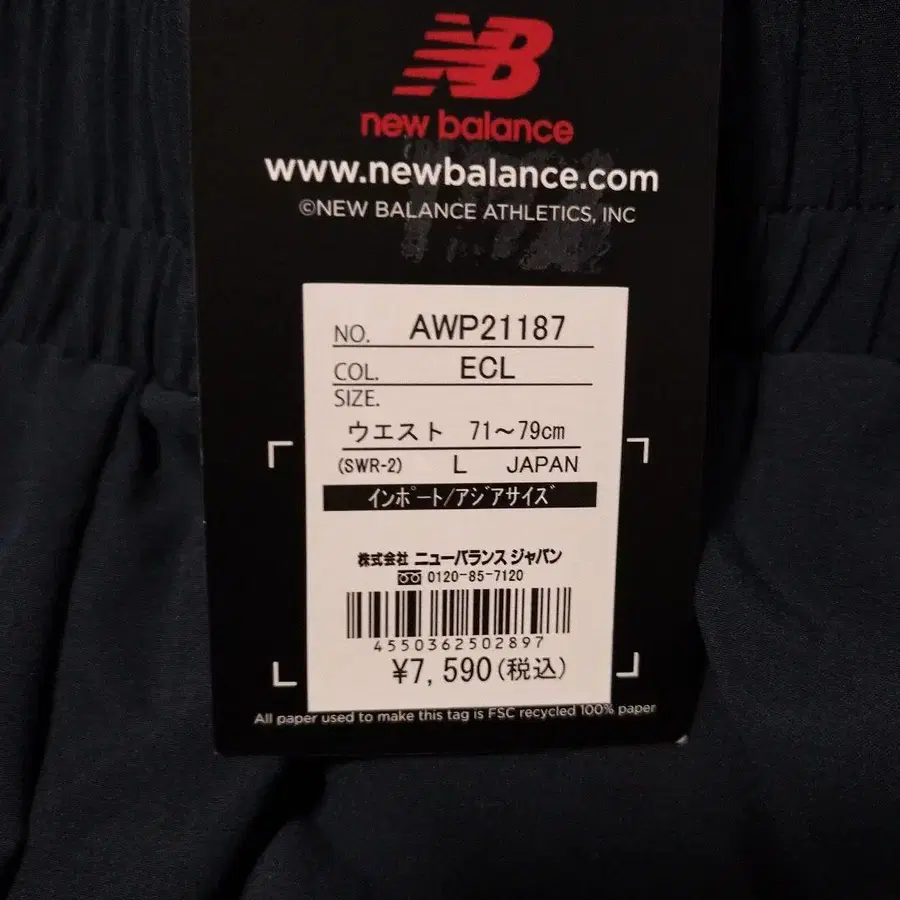 NB
new balance
www.newbalance.com
©NEW BALANCE ATHLETICS, INC
NO. AWP21187
COL. ECL
SIZE.
ウエスト 71～79cm
(SWR-2) L JAPAN
インポート/アジアサイズ
株式会社 ニューバランス ジャパン
0120-85-7120
4550362502897
¥7,590(税込)
All paper used to make this tag is FSC recycled 100% paper